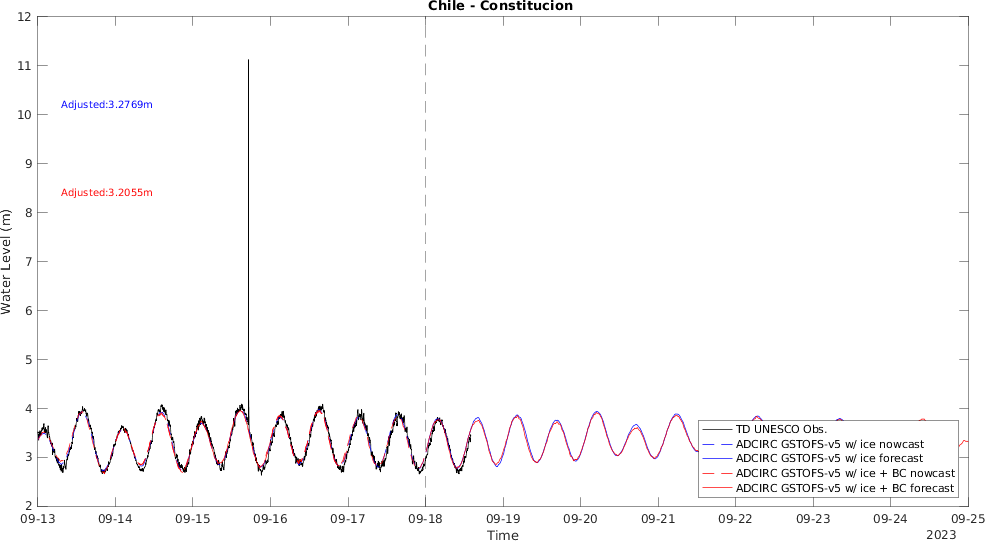 Chile - Constitucion
12
11
10
9
8
7
6
5
4
3
2
Water Level (m)
Adjusted:3.2769m
Adjusted:3.2055m
TD UNESCO Obs.
ADCIRC GSTOFS-v5 w/ ice nowcast
ADCIRC GSTOFS-v5 w/ ice forecast
ADCIRC GSTOFS-v5 w/ ice + BC nowcast
ADCIRC GSTOFS-v5 w/ ice + BC forecast
09-13 09-14 09-15 09-16 09-17 09-18 09-19 09-20 09-21 09-22 09-23 09-24 09-25
Time
2023